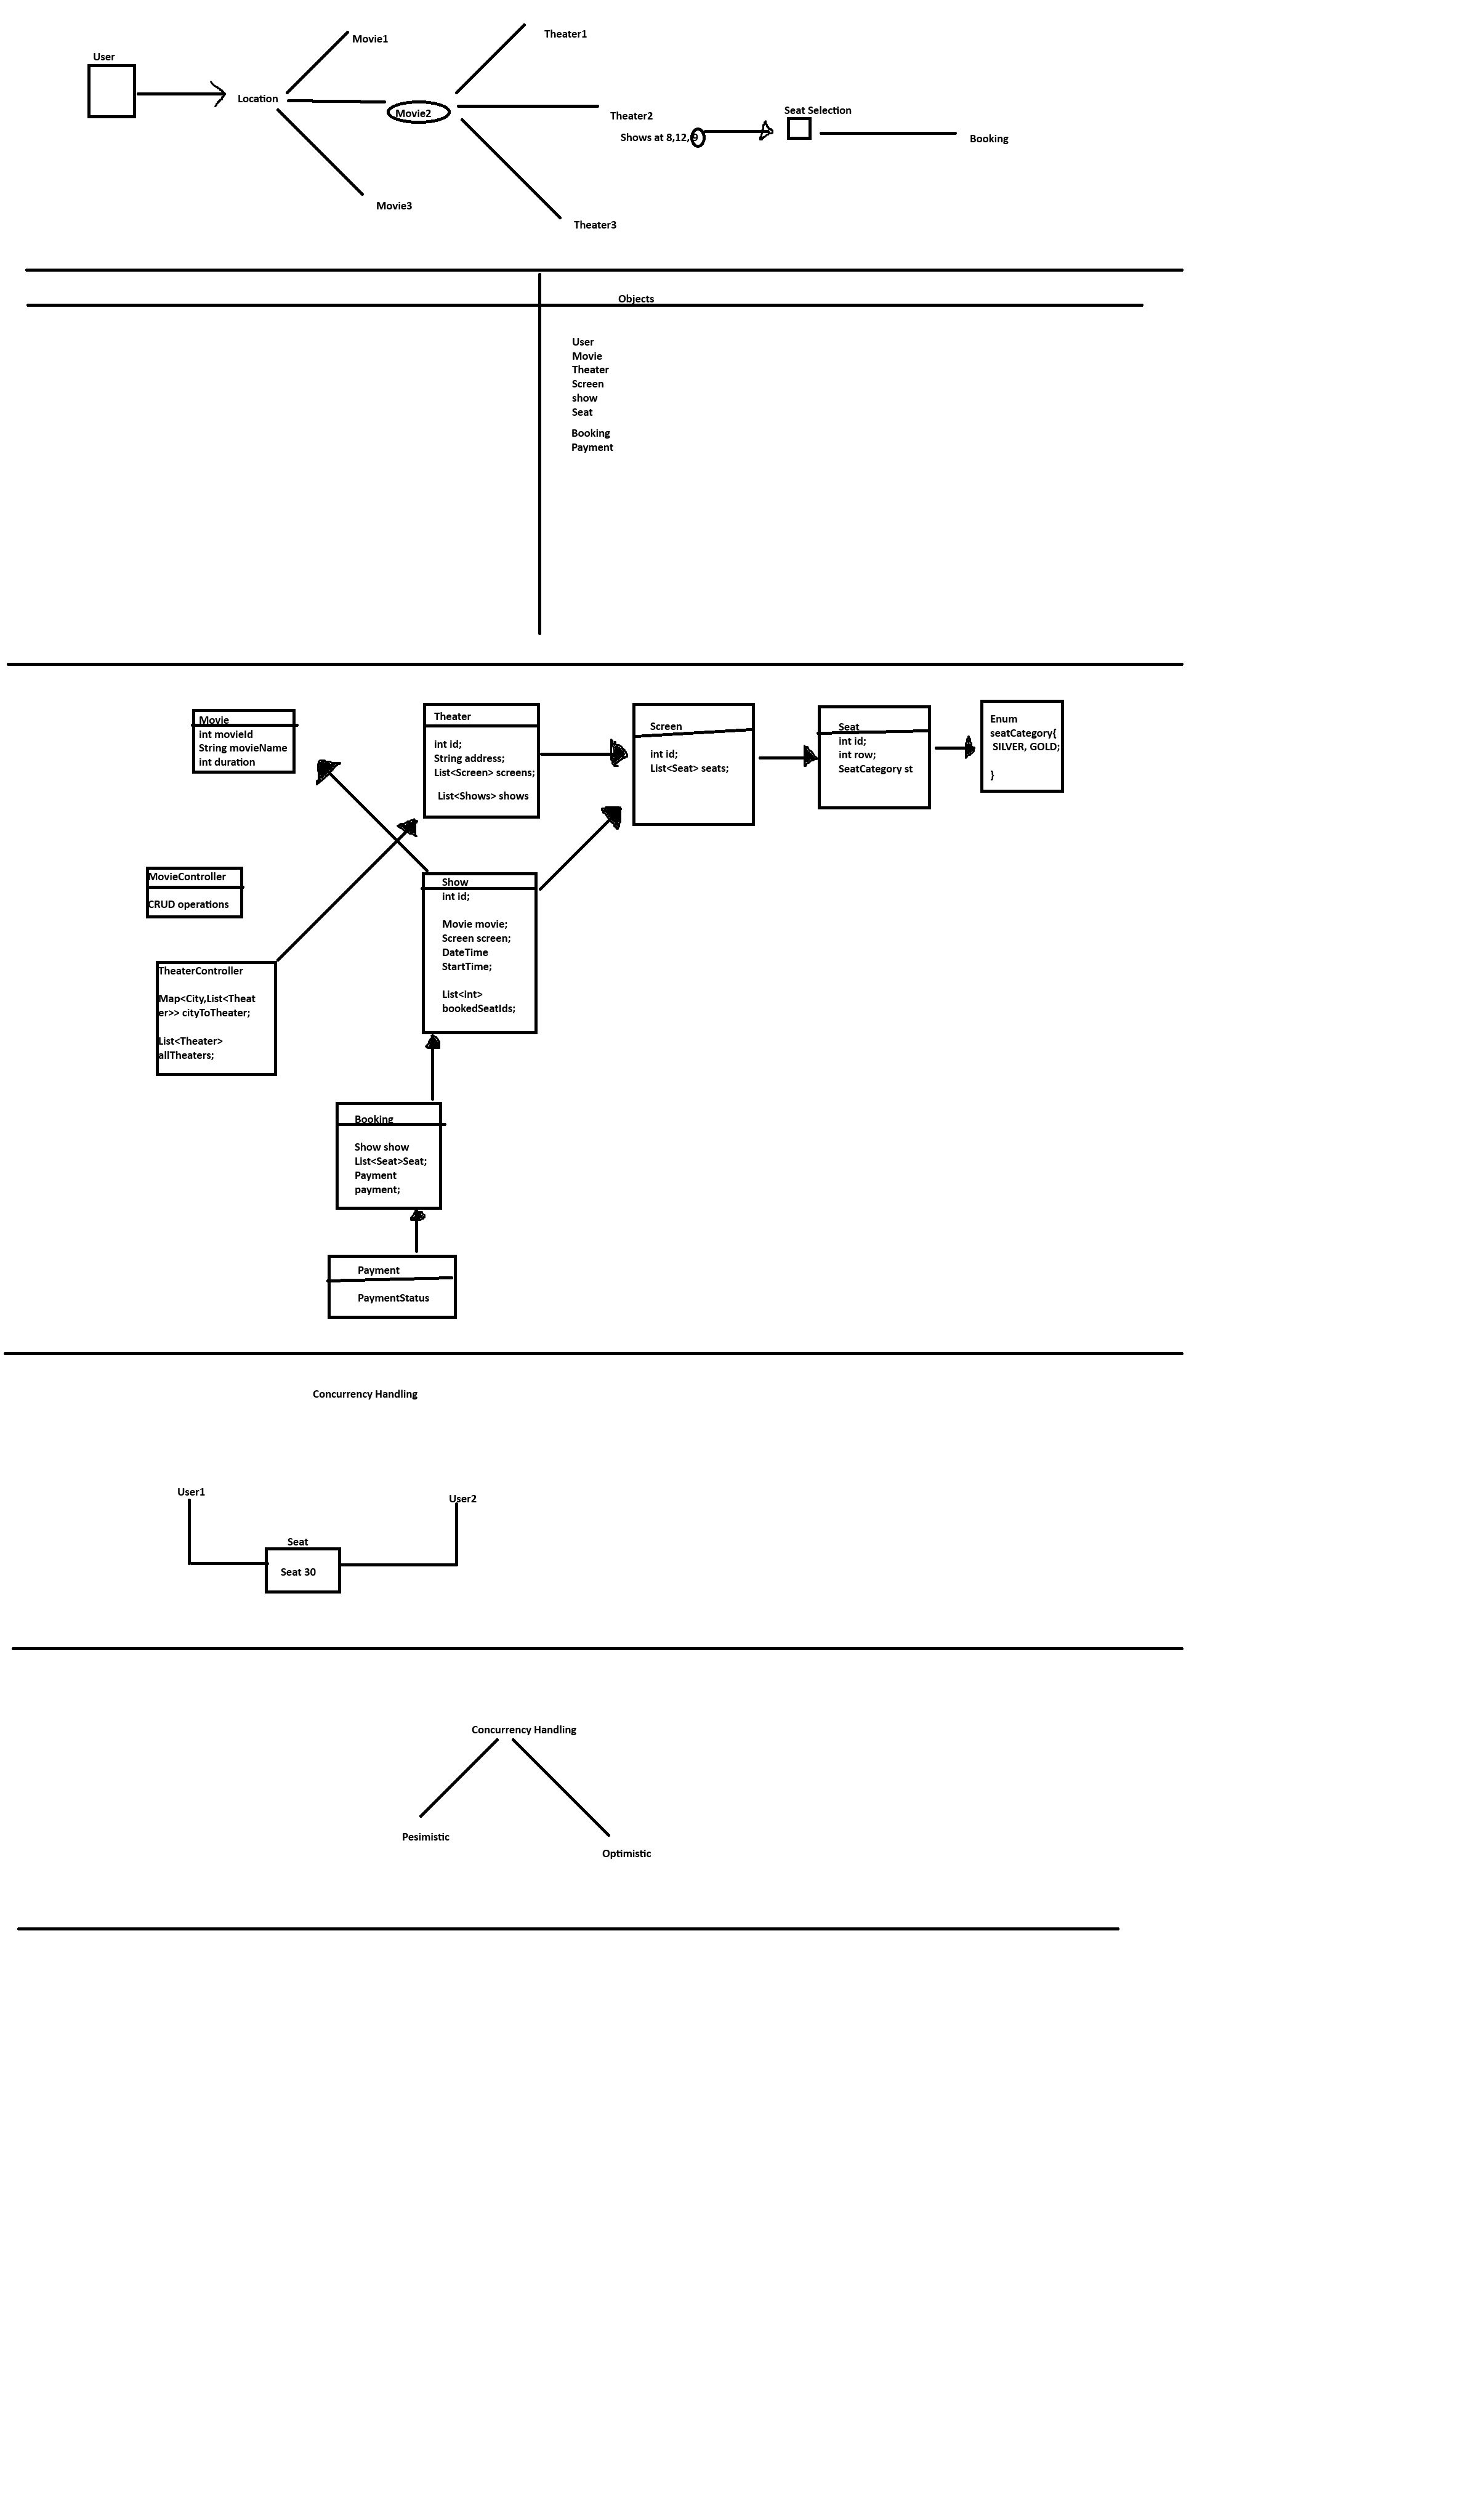 User
Location
Movie1
Movie2
Movie3
Theater1
Theater2
Shows at 8,12, 9
Theater3
Seat Selection
Booking
Objects
User
Movie
Theater
Screen
show
Seat
Booking
Payment
Movie
int movieId
String movieName
int duration
Theater
int id;
String address;
List<Screen> screens;
List<Shows> shows
Screen
int id;
List<Seat> seats;
Seat
int id;
int row;
SeatCategory st
Enum
seatCategory{
SILVER, GOLD;
}
MovieController
CRUD operations
TheaterController
Map<City,List<Theat
er>> cityToTheater;
List<Theater>
allTheaters;
Show
int id;
Movie movie;
Screen screen;
DateTime
StartTime;
List<int>
bookedSeatIds;
Booking
Show show
List<Seat>Seat;
Payment
payment;
Payment
PaymentStatus
Concurrency Handling
User1
User2
Seat
Seat 30
Concurrency Handling
Pesimistic
Optimistic